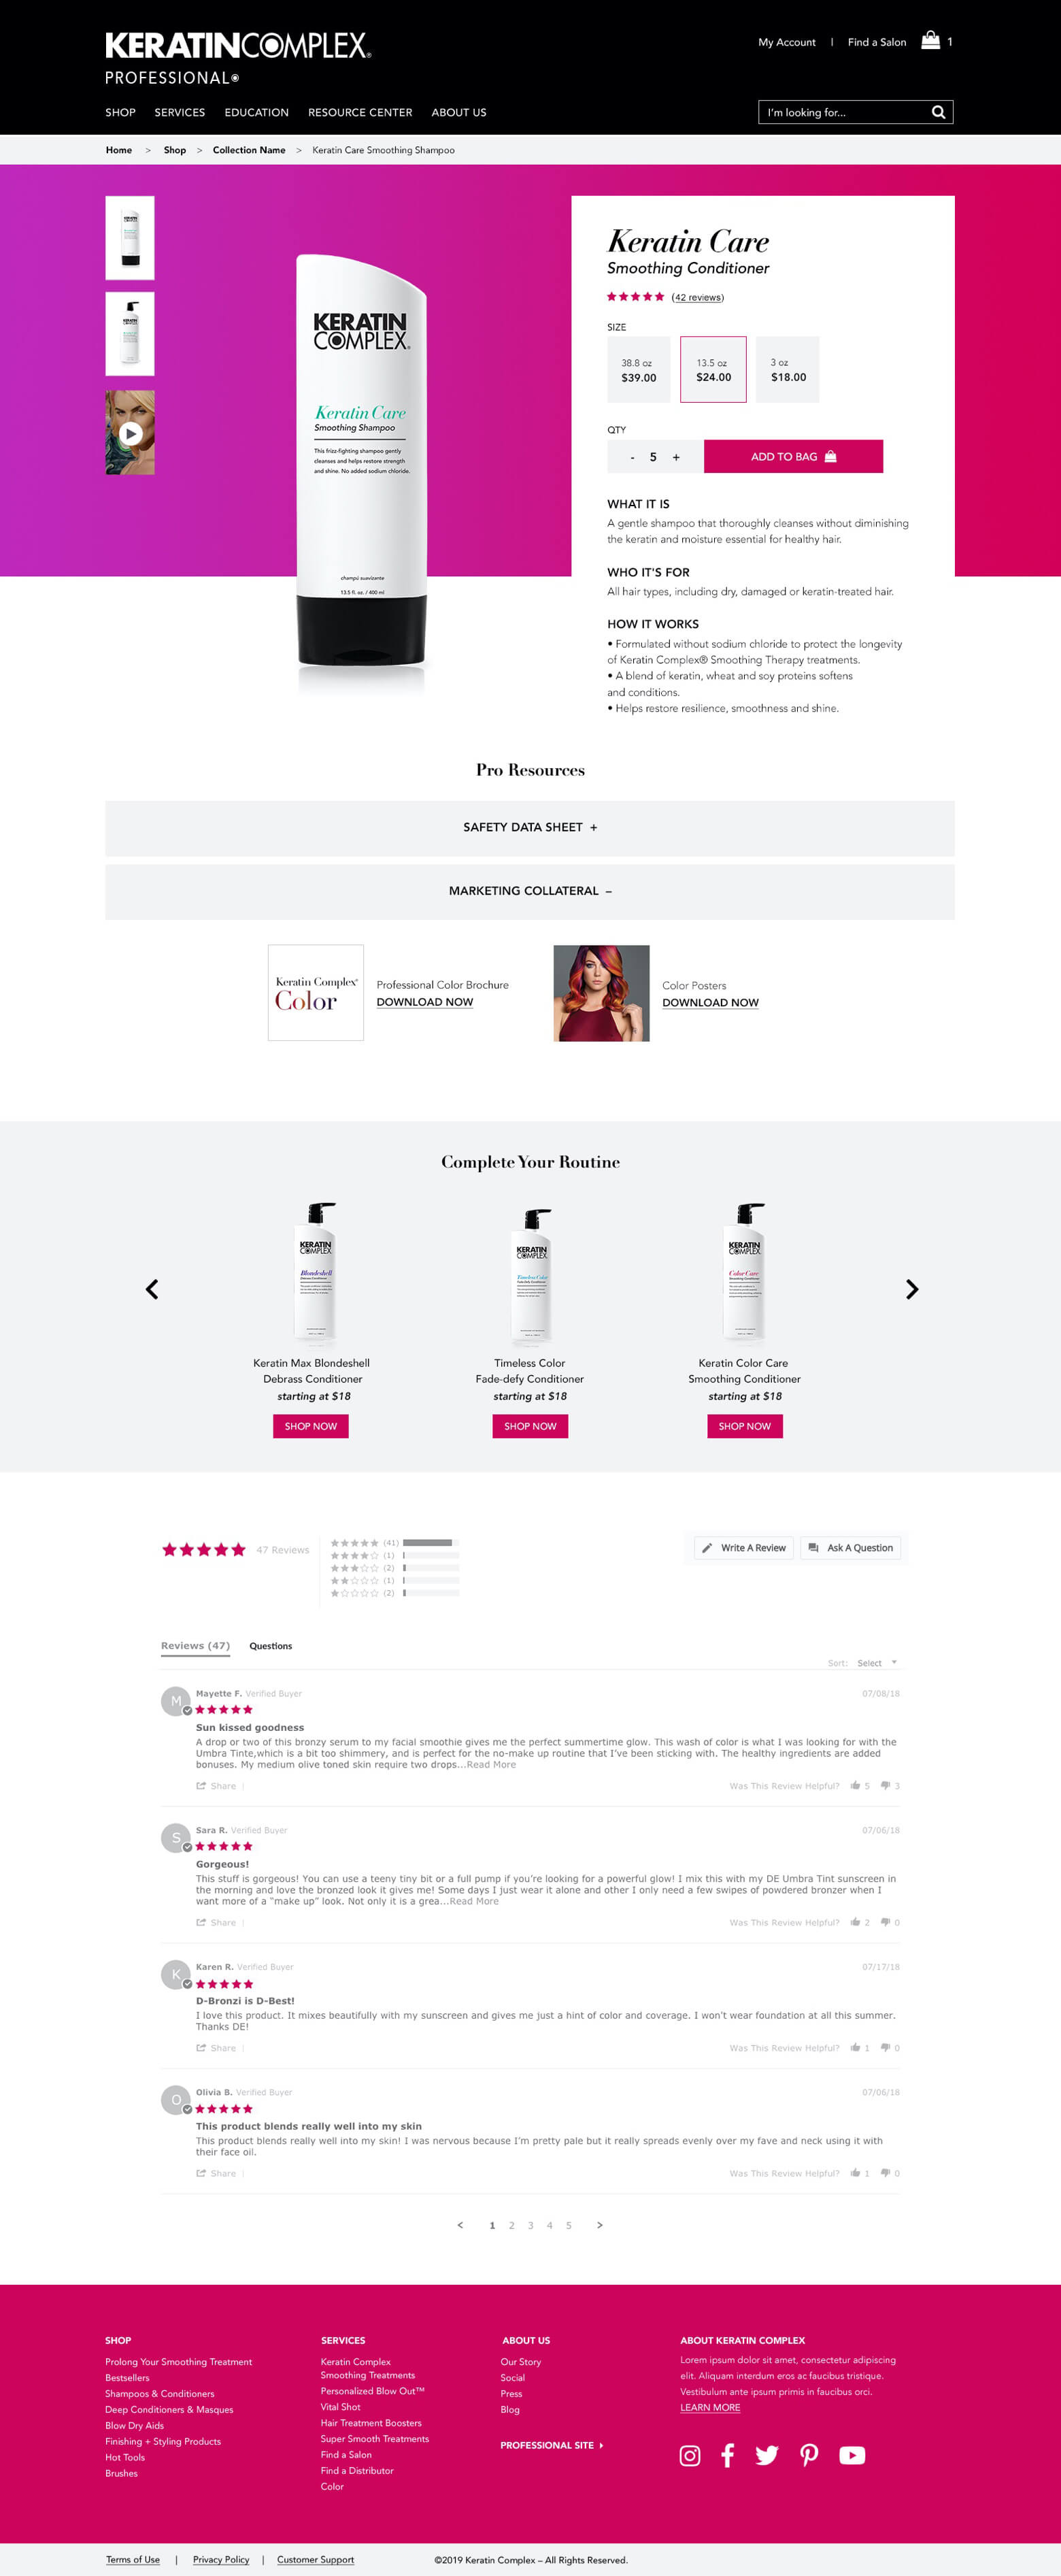 KERATINCOMPLEX®
PROFESSIONAL®
My Account | Find a Salon 1
SHOP SERVICES EDUCATION RESOURCE CENTER ABOUT US
I'm looking for...
Home > Shop > Collection Name > Keratin Care Smoothing Shampoo
KERATIN
COMPLEX®
Keratin Care
Smoothing Shampoo
This frizz-fighting shampoo gently
cleanses and helps restore strength
and shine. No added sodium chloride.
champú suavizante
13.5 fl. oz. / 400 ml
Keratin Care
Smoothing Conditioner
(42 reviews)
SIZE
38.8 oz
$39.00
13.5 oz
$24.00
3 oz
$18.00
QTY
- 5 +
ADD TO BAG
WHAT IT IS
A gentle shampoo that thoroughly cleanses without diminishing
the keratin and moisture essential for healthy hair.
WHO IT'S FOR
All hair types, including dry, damaged or keratin-treated hair.
HOW IT WORKS
• Formulated without sodium chloride to protect the longevity
of Keratin Complex® Smoothing Therapy treatments.
• A blend of keratin, wheat and soy proteins softens
and conditions.
• Helps restore resilience, smoothness and shine.
Pro Resources
SAFETY DATA SHEET +
MARKETING COLLATERAL –
Keratin Complex®
Color
Professional Color Brochure
DOWNLOAD NOW
Color Posters
DOWNLOAD NOW
Complete Your Routine
KERATIN
COMPLEX
Blondeshell
KERATIN
COMPLEX
Timeless Color
KERATIN
COMPLEX
Color Care
Keratin Max Blondeshell
Debrass Conditioner
starting at $18
SHOP NOW
Timeless Color
Fade-defy Conditioner
starting at $18
SHOP NOW
Keratin Color Care
Smoothing Conditioner
starting at $18
SHOP NOW
47 Reviews
(41)
(1)
(2)
(1)
(2)
Write A Review
Ask A Question
Reviews (47) Questions
Sort: Select
M
Mayette F. Verified Buyer 07/08/18
Sun kissed goodness
A drop or two of this bronzy serum to my facial smoothie gives me the perfect summertime glow. This wash of color is what I was looking for with the
Umbra Tinte,which is a bit too shimmery, and is perfect for the no-make up routine that I've been sticking with. The healthy ingredients are added
bonuses. My medium olive toned skin require two drops...Read More
Share | Was This Review Helpful? 5 3
S
Sara R. Verified Buyer 07/06/18
Gorgeous!
This stuff is gorgeous! You can use a teeny tiny bit or a full pump if you're looking for a powerful glow! I mix this with my DE Umbra Tint sunscreen in
the morning and love the bronzed look it gives me! Some days I just wear it alone and other I only need a few swipes of powdered bronzer when I
want more of a "make up" look. Not only it is a grea...Read More
Share | Was This Review Helpful? 2 0
K
Karen R. Verified Buyer 07/17/18
D-Bronzi is D-Best!
I love this product. It mixes beautifully with my sunscreen and gives me just a hint of color and coverage. I won't wear foundation at all this summer.
Thanks DE!
Share | Was This Review Helpful? 1 0
O
Olivia B. Verified Buyer 07/06/18
This product blends really well into my skin
This product blends really well into my skin! I was nervous because I'm pretty pale but it really spreads evenly over my fave and neck using it with
their face oil.
Share | Was This Review Helpful? 1 0
< 1 2 3 4 5 >
SHOP
Prolong Your Smoothing Treatment
Bestsellers
Shampoos & Conditioners
Deep Conditioners & Masques
Blow Dry Aids
Finishing + Styling Products
Hot Tools
Brushes
SERVICES
Keratin Complex
Smoothing Treatments
Personalized Blow Out™
Vital Shot
Hair Treatment Boosters
Super Smooth Treatments
Find a Salon
Find a Distributor
Color
ABOUT US
Our Story
Social
Press
Blog
PROFESSIONAL SITE
ABOUT KERATIN COMPLEX
Lorem ipsum dolor sit amet, consectetur adipiscing
elit. Aliquam interdum eros ac faucibus tristique.
Vestibulum ante ipsum primis in faucibus orci.
LEARN MORE
Terms of Use | Privacy Policy | Customer Support ©2019 Keratin Complex – All Rights Reserved.